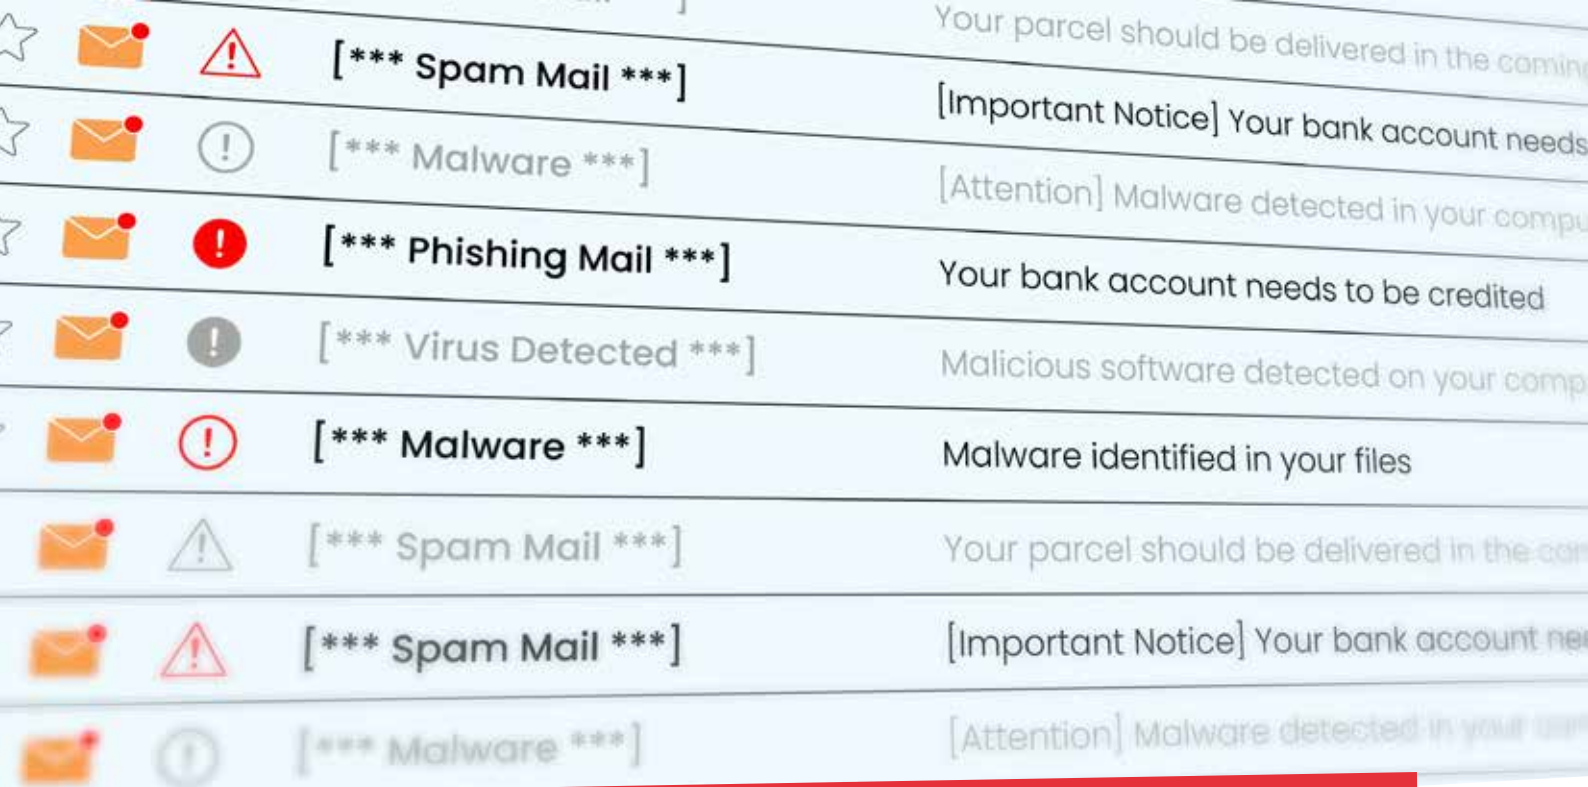 Your parcel should be delivered in the coming
[*** Spam Mail ***] [Important Notice] Your bank account needs
[*** Malware ***] [Attention] Malware detected in your
[*** Phishing Mail ***] Your bank account needs to be credited
[*** Virus Detected ***] Malicious software detected on your
[*** Malware ***] Malware identified in your files
[*** Spam Mail ***] Your parcel should be delivered in the
[*** Spam Mail ***] [Important Notice] Your bank account
[*** Malware ***] [Attention] Malware detected in your